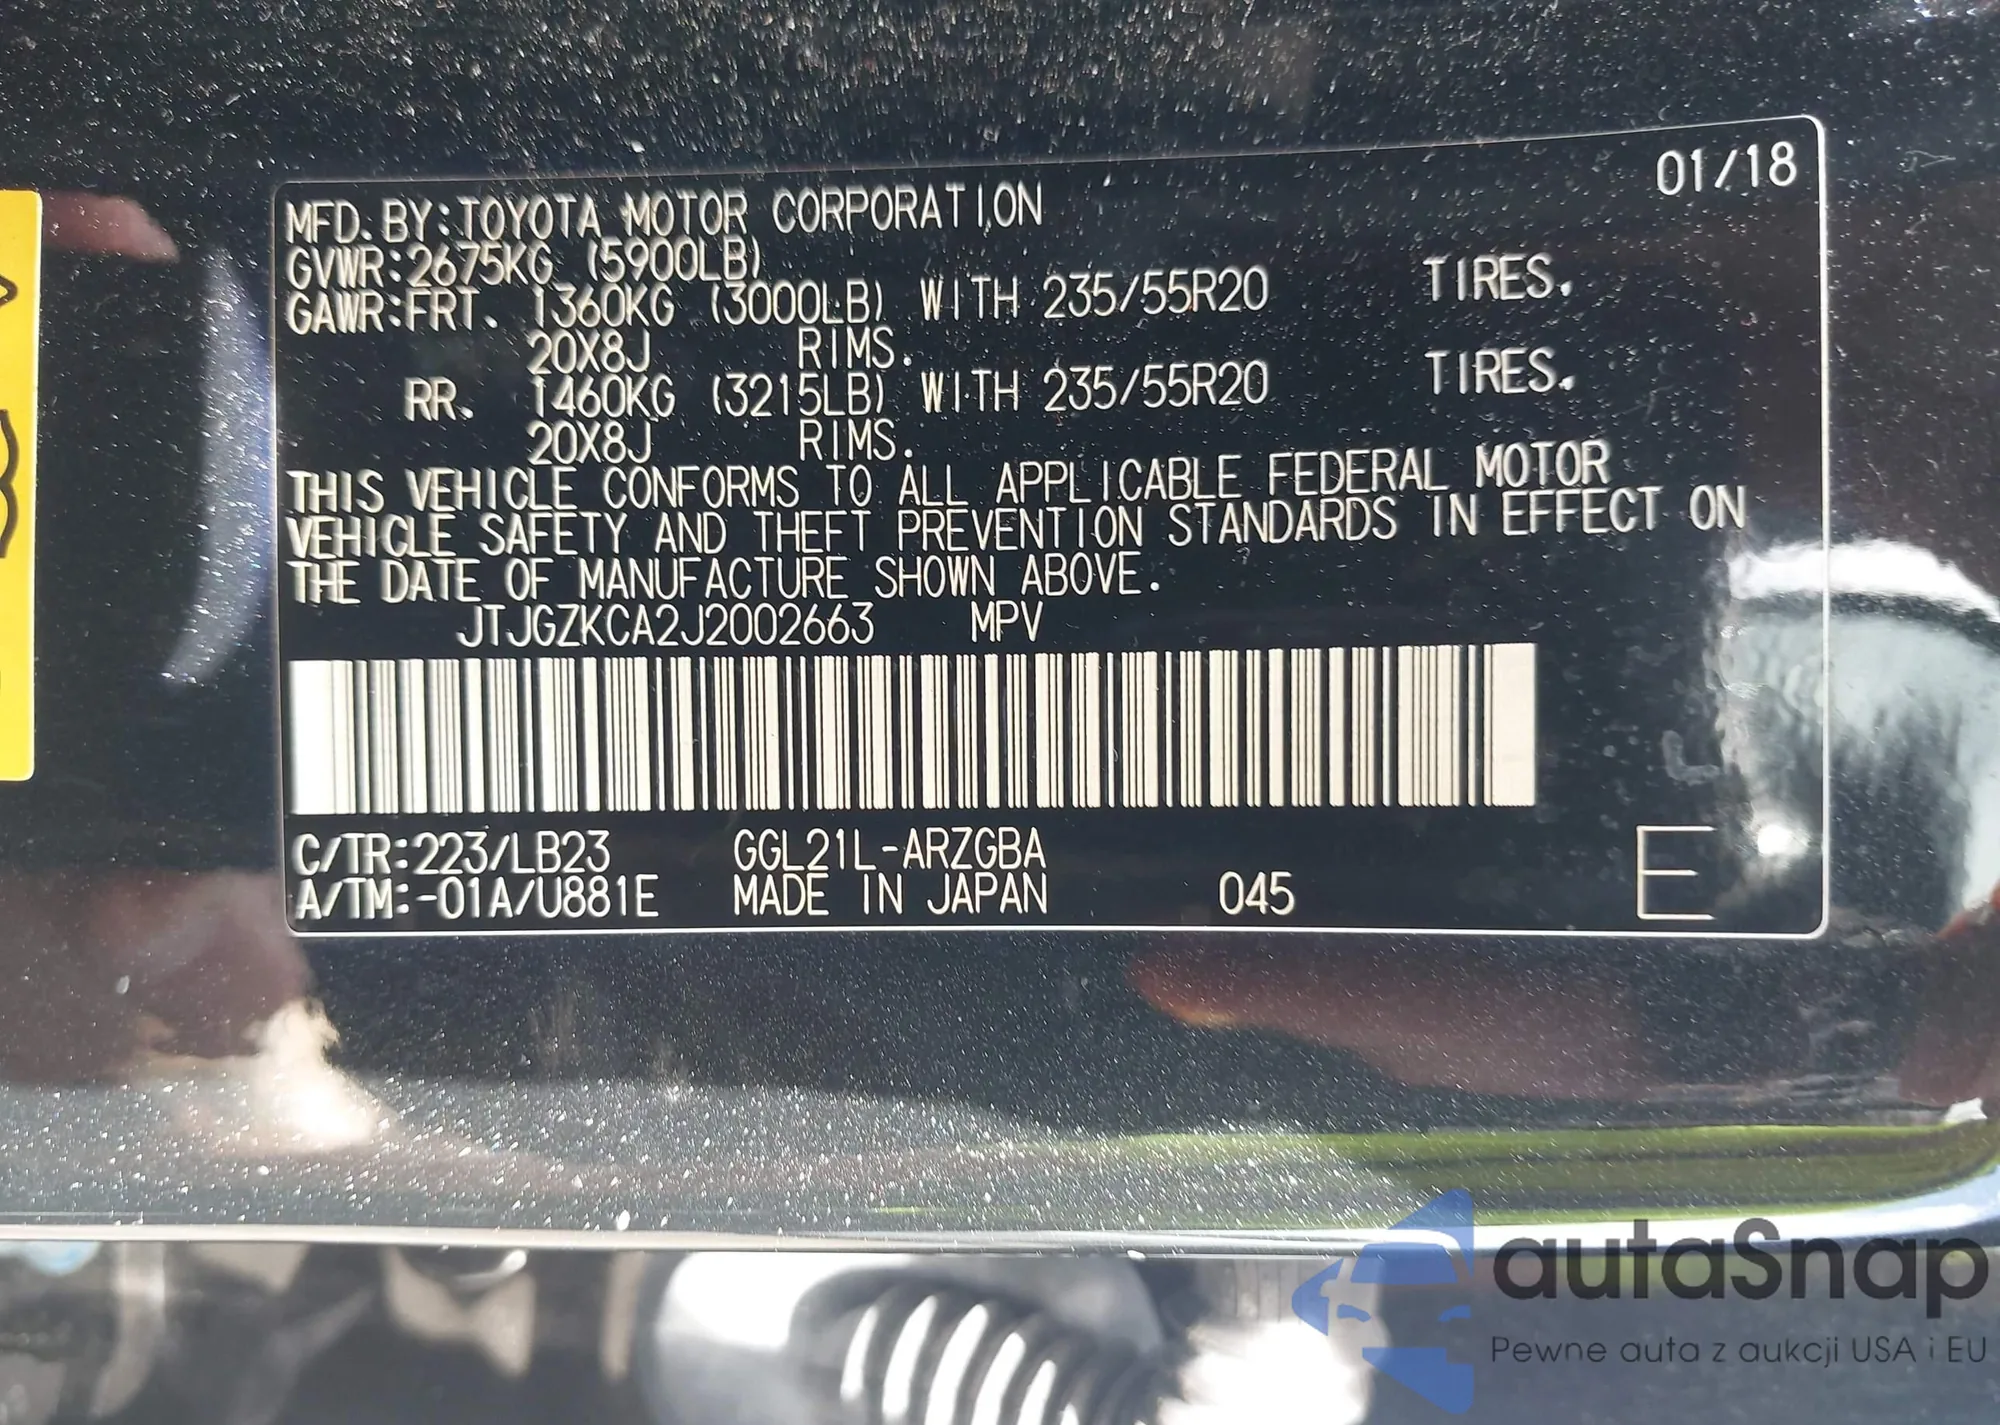 01/18
MFD. BY:TOYOTA MOTOR CORPORATION
GVWR:2675KG (5900LB)
GAWR:FRT. 1360KG (3000LB) WITH 235/55R20 TIRES.
20X8J RIMS.
RR. 1460KG (3215LB) WITH 235/55R20 TIRES.
20X8J RIMS.
THIS VEHICLE CONFORMS TO ALL APPLICABLE FEDERAL MOTOR
VEHICLE SAFETY AND THEFT PREVENTION STANDARDS IN EFFECT ON
THE DATE OF MANUFACTURE SHOWN ABOVE.
JTJGZKCA2J2002663 MPV
C/TR:223/LB23 GGL21L-ARZGBA
A/TM:-01A/U881E MADE IN JAPAN 045 E
autaSnap
Pewne auta z aukcji USA i EU